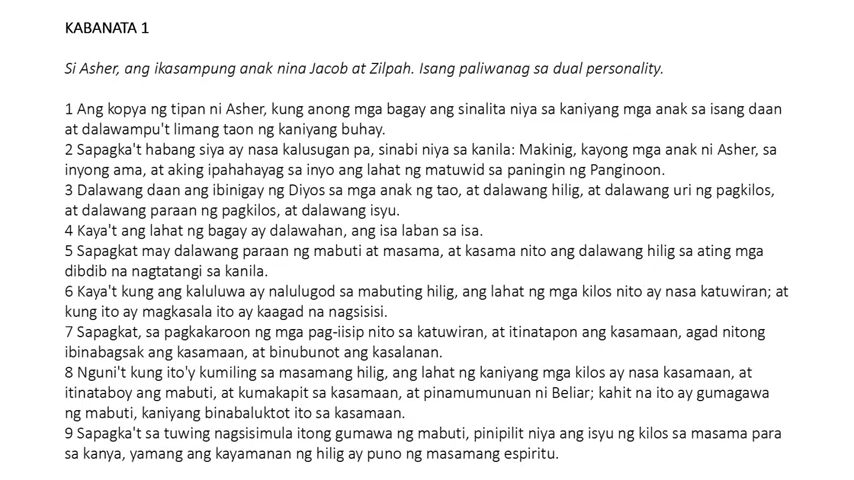 KABANATA 1
Si Asher, ang ikasampung anak nina Jacob at Zilpah. Isang paliwanag sa dual personality.
1 Ang kopya ng tipan ni Asher, kung anong mga bagay ang sinalita niya sa kaniyang mga anak sa isang daan
at dalawampu't limang taon ng kaniyang buhay.
2 Sapagka't habang siya ay nasa kalusugan pa, sinabi niya sa kanila: Makinig, kayong mga anak ni Asher, sa
inyong ama, at aking ipahahayag sa inyo ang lahat ng matuwid sa paningin ng Panginoon.
3 Dalawang daan ang ibinigay ng Diyos sa mga anak ng tao, at dalawang hilig, at dalawang uri ng pagkilos,
at dalawang paraan ng pagkilos, at dalawang isyu.
4 Kaya't ang lahat ng bagay ay dalawahan, ang isa laban sa isa.
5 Sapagkat may dalawang paraan ng mabuti at masama, at kasama nito ang dalawang hilig sa ating mga
dibdib na nagtatangi sa kanila.
6 Kaya't kung ang kaluluwa ay nalulugod sa mabuting hilig, ang lahat ng mga kilos nito ay nasa katuwiran; at
kung ito ay magkasala ito ay kaagad na nagsisisi.
7 Sapagkat, sa pagkakaroon ng mga pag-iisip nito sa katuwiran, at itinatapon ang kasamaan, agad nitong
ibinabagsak ang kasamaan, at binubunot ang kasalanan.
8 Nguni't kung ito'y kumiling sa masamang hilig, ang lahat ng kaniyang mga kilos ay nasa kasamaan, at
itinataboy ang mabuti, at kumakapit sa kasamaan, at pinamumunuan ni Beliar; kahit na ito ay gumagawa
ng mabuti, kaniyang binabaluktot ito sa kasamaan.
9 Sapagka't sa tuwing nagsisimula itong gumawa ng mabuti, pinipilit niya ang isyu ng kilos sa masama para
sa kanya, yamang ang kayamanan ng hilig ay puno ng masamang espiritu.